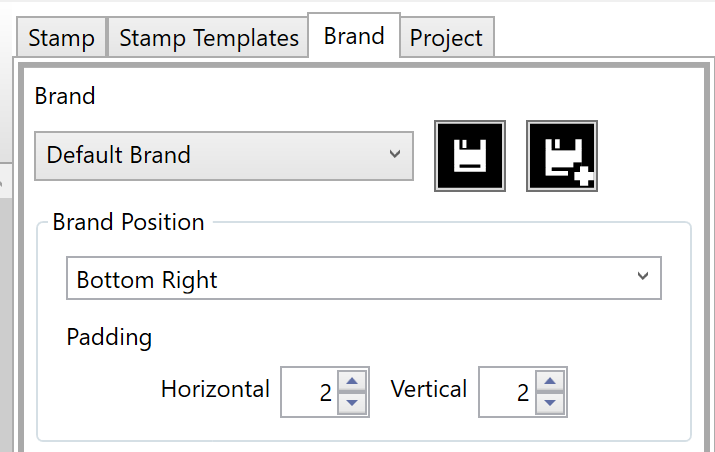 Stamp Stamp Templates Brand Project
Brand
Default Brand
Brand Position
Bottom Right
Padding
Horizontal 2 Vertical 2